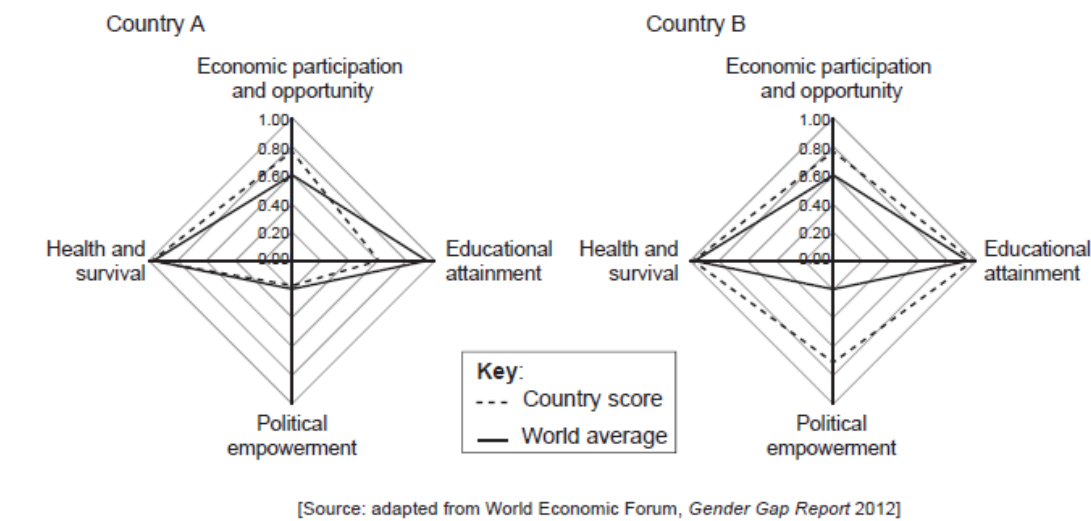 Country A
Economic participation
and opportunity
1.00
0.80
0.60
0.40
0.20
0.00
Health and
survival
Educational
attainment
Political
empowerment
Country B
Economic participation
and opportunity
1.00
0.80
0.60
0.40
0.20
0.00
Health and
survival
Educational
attainment
Political
empowerment
Key:
Country score
World average
[Source: adapted from World Economic Forum, Gender Gap Report 2012]